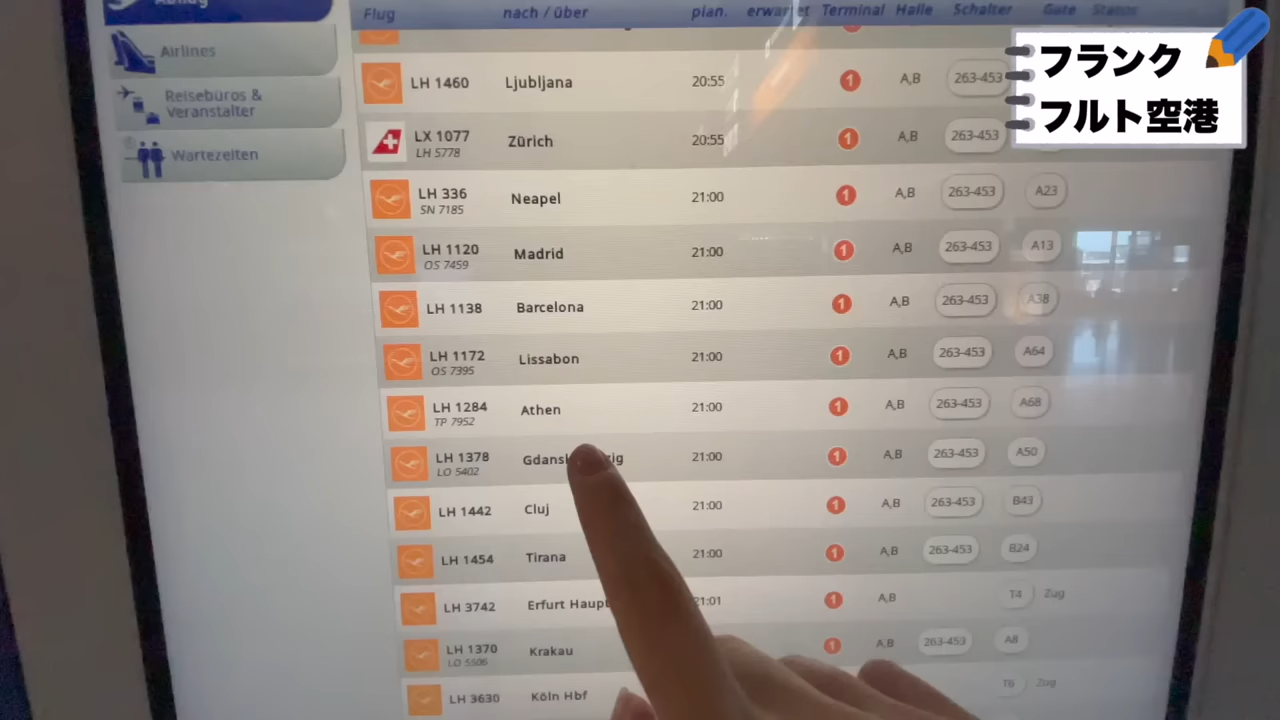 Abflug
Flug nach / über plan. erwartet Terminal Halle Schalter Gate Status
Airlines
Reisebüros &
Veranstalter
Wartezeiten
フランク
フルト空港
LH 1460 Ljubljana 20:55 1 A,B 263-453
LX 1077 Zürich 20:55 1 A,B 263-453
LH 5778
LH 336 Neapel 21:00 1 A,B 263-453 A23
SN 7185
LH 1120 Madrid 21:00 1 A,B 263-453 A13
OS 7459
LH 1138 Barcelona 21:00 1 A,B 263-453 A38
LH 1172 Lissabon 21:00 1 A,B 263-453 A64
OS 7395
LH 1284 Athen 21:00 1 A,B 263-453 A68
TP 7952
LH 1378 21:00 1 A,B 263-453 A50
LO 5402
LH 1442 Cluj 21:00 1 A,B 263-453 B43
LH 1454 Tirana 21:00 1 A,B 263-453 B24
LH 3742 Erfurt 21:01 1 A,B T4 Zug
LH 1370 Krakau 1 A,B 263-453 A8
LO 5506
LH 3630 Köln Hbf T6 Zug